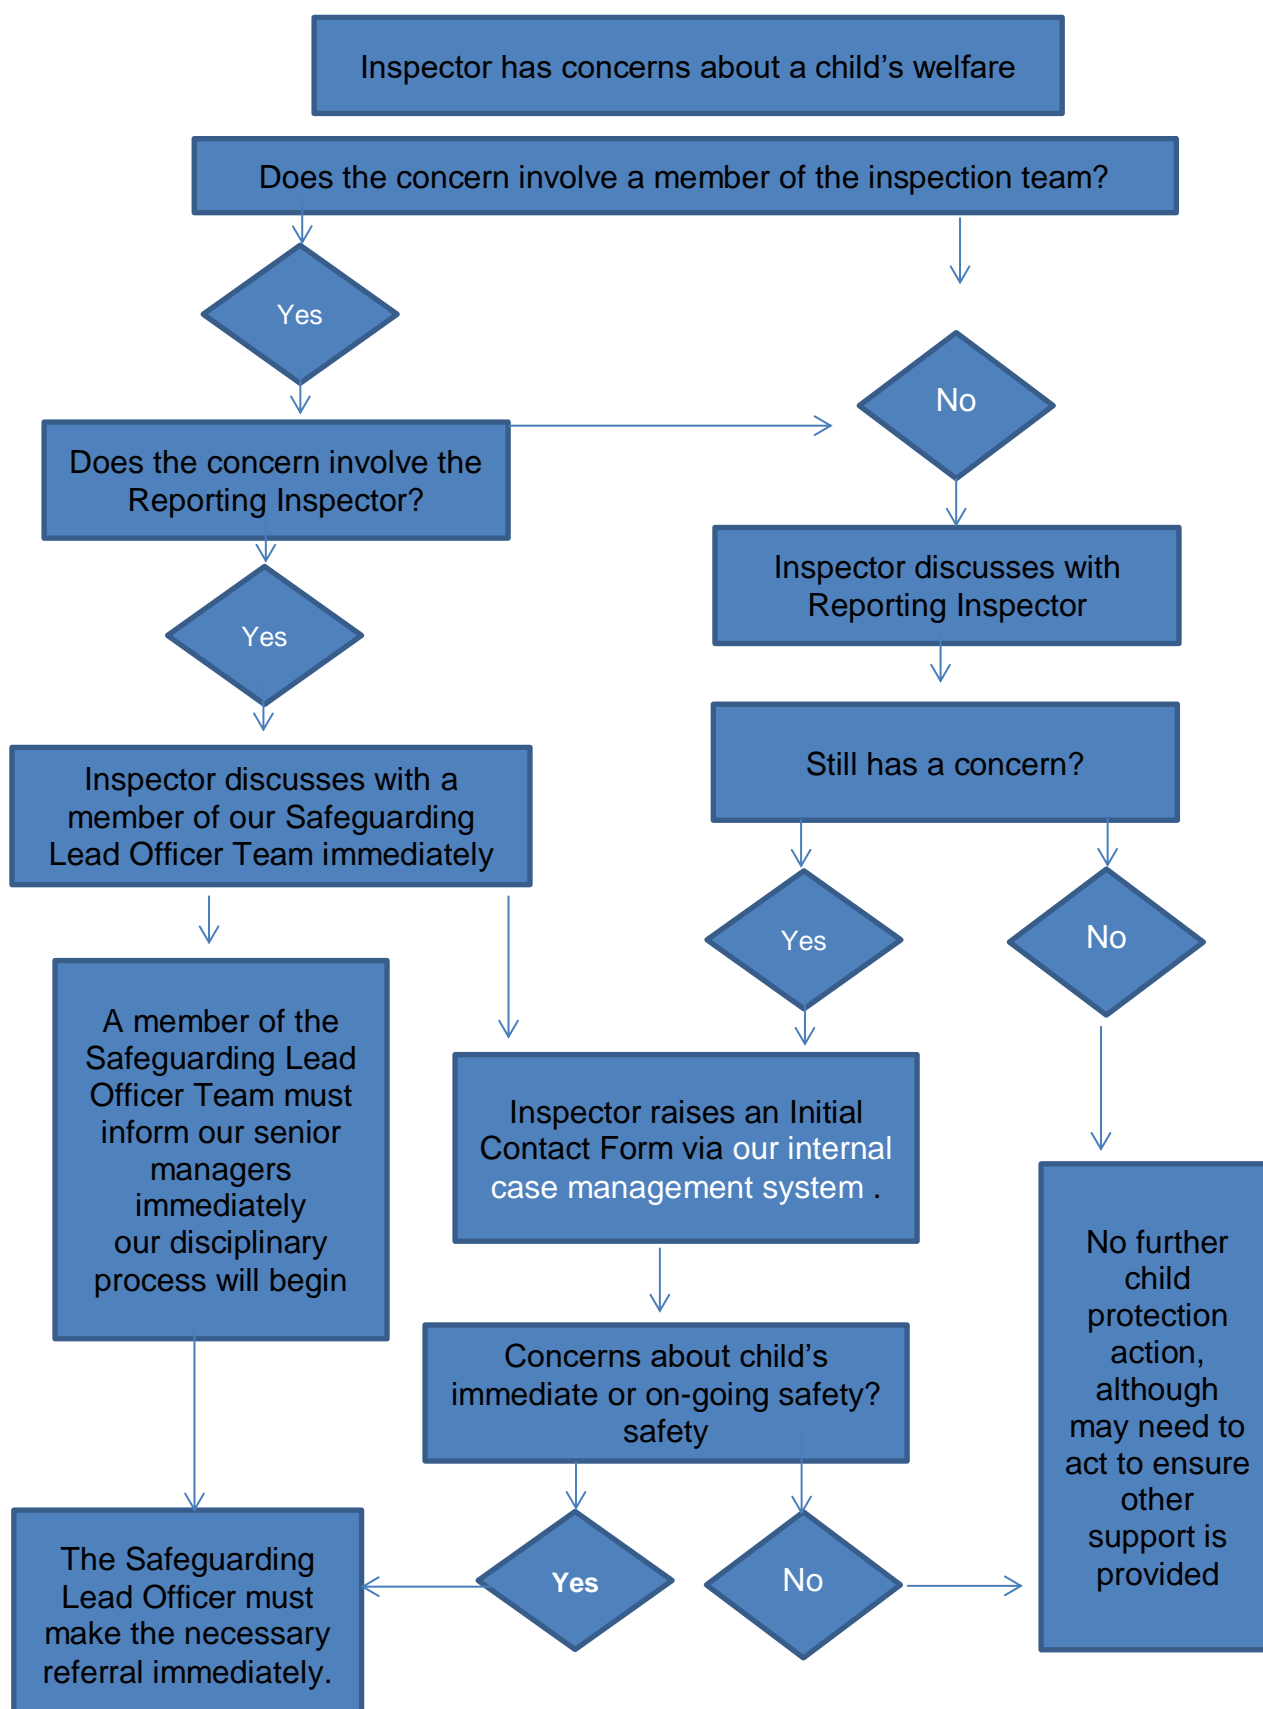 Inspector has concerns about a child’s welfare
Does the concern involve a member of the inspection team?
Yes
No
Does the concern involve the
Reporting Inspector?
Inspector discusses with
Reporting Inspector
Yes
Still has a concern?
Inspector discusses with a
member of our Safeguarding
Lead Officer Team immediately
Yes
No
A member of the
Safeguarding Lead
Officer Team must
inform our senior
managers
immediately
our disciplinary
process will begin
Inspector raises an Initial
Contact Form via our internal
case management system .
No further
child
protection
action,
although
may need to
act to ensure
other
support is
provided
Concerns about child’s
immediate or on-going safety?
safety
The Safeguarding
Lead Officer must
make the necessary
referral immediately.
Yes
No